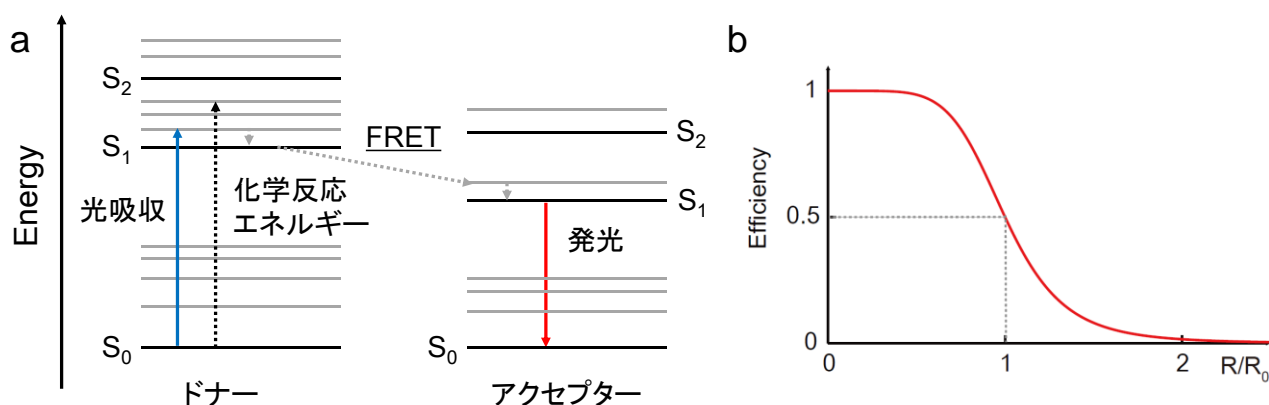 a
Energy
S₂
S₁
S₀
光吸収
化学反応
エネルギー
ドナー
FRET
S₂
S₁
S₀
発光
アクセプター
b
Efficiency
1
0.5
0
0
1
2
R/R₀